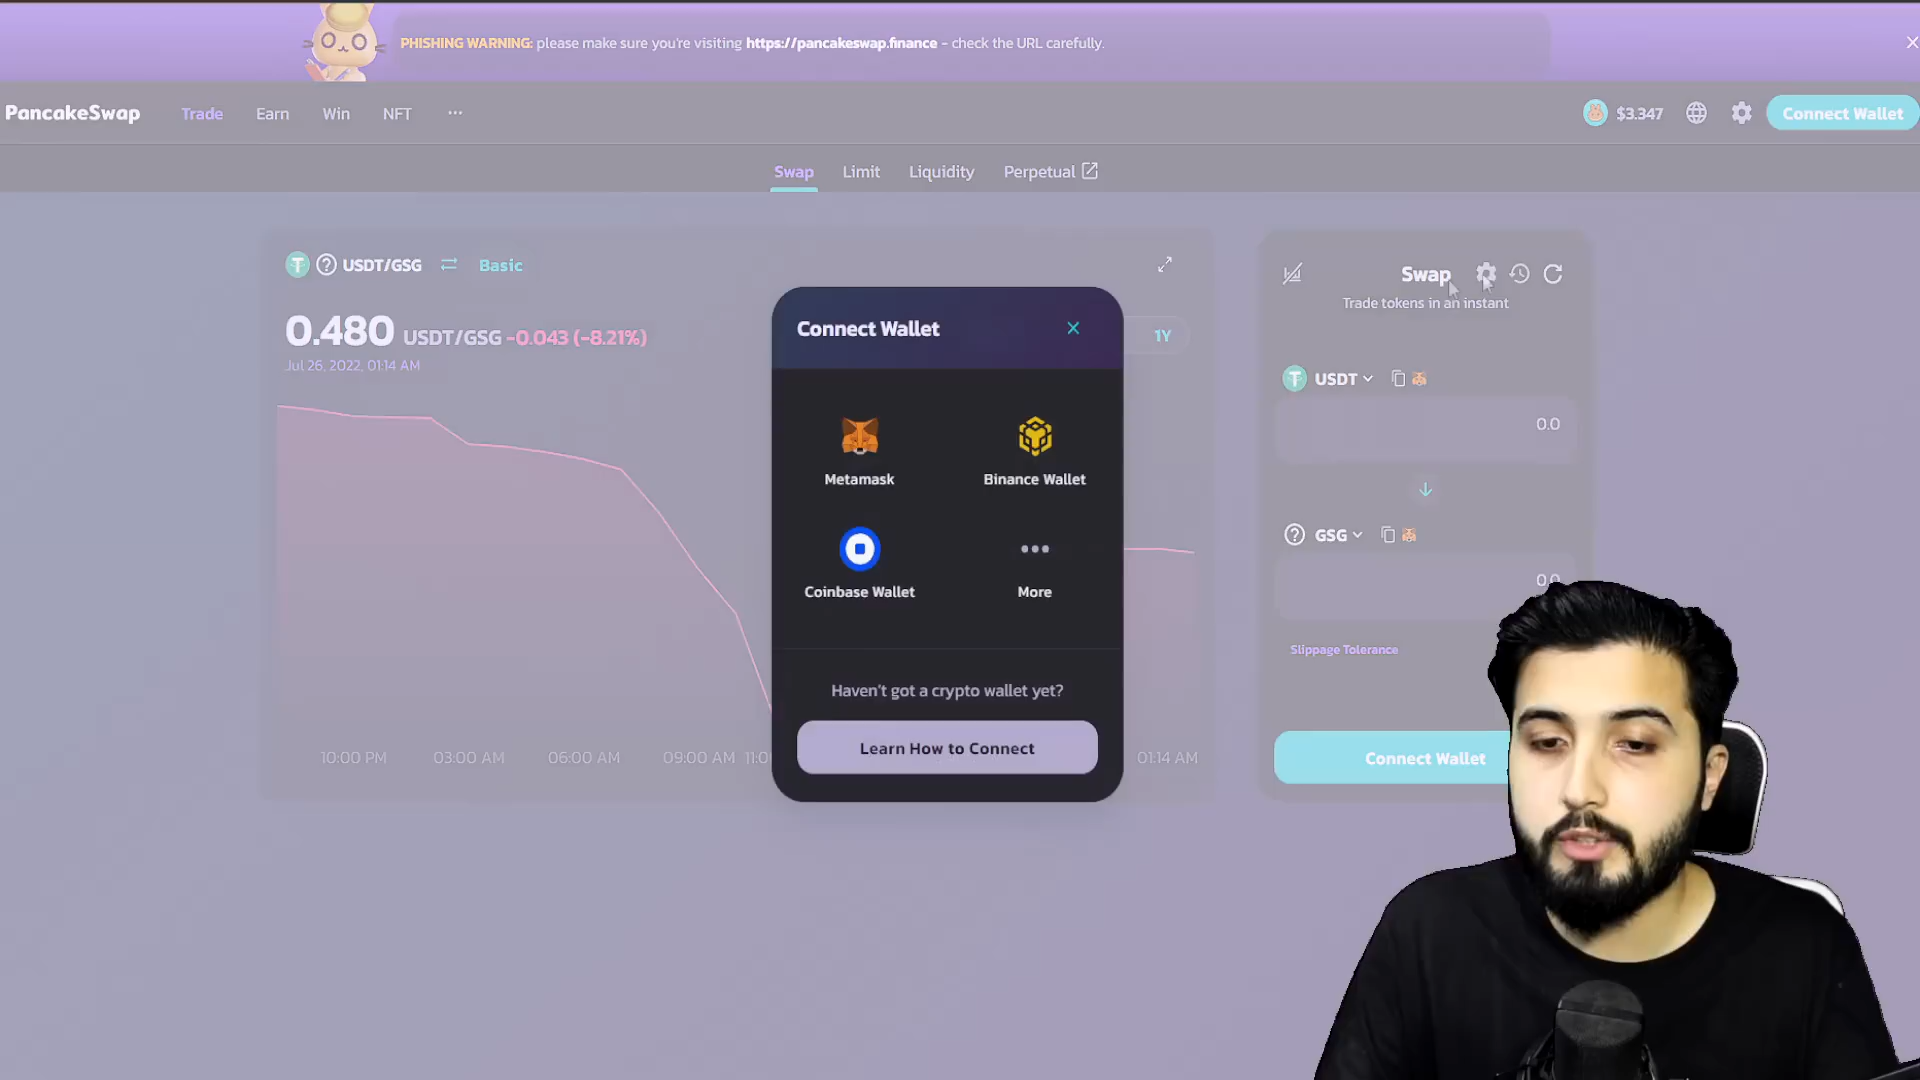 PHISHING WARNING: please make sure you're visiting https://pancakeswap.finance - check the URL carefully.
PancakeSwap Trade Earn Win NFT ··· $3.347 Connect Wallet
Swap Limit Liquidity Perpetual
USDT/GSG Basic
0.480 USDT/GSG -0.043 (-8.21%)
Jul 26, 2022, 01:14 AM
1Y
10:00 PM 03:00 AM 06:00 AM 09:00 AM 01:14 AM
Connect Wallet
Metamask
Binance Wallet
Coinbase Wallet
More
Haven't got a crypto wallet yet?
Learn How to Connect
Swap
Trade tokens in an instant
USDT
0.0
GSG
0.0
Slippage Tolerance
Connect Wallet